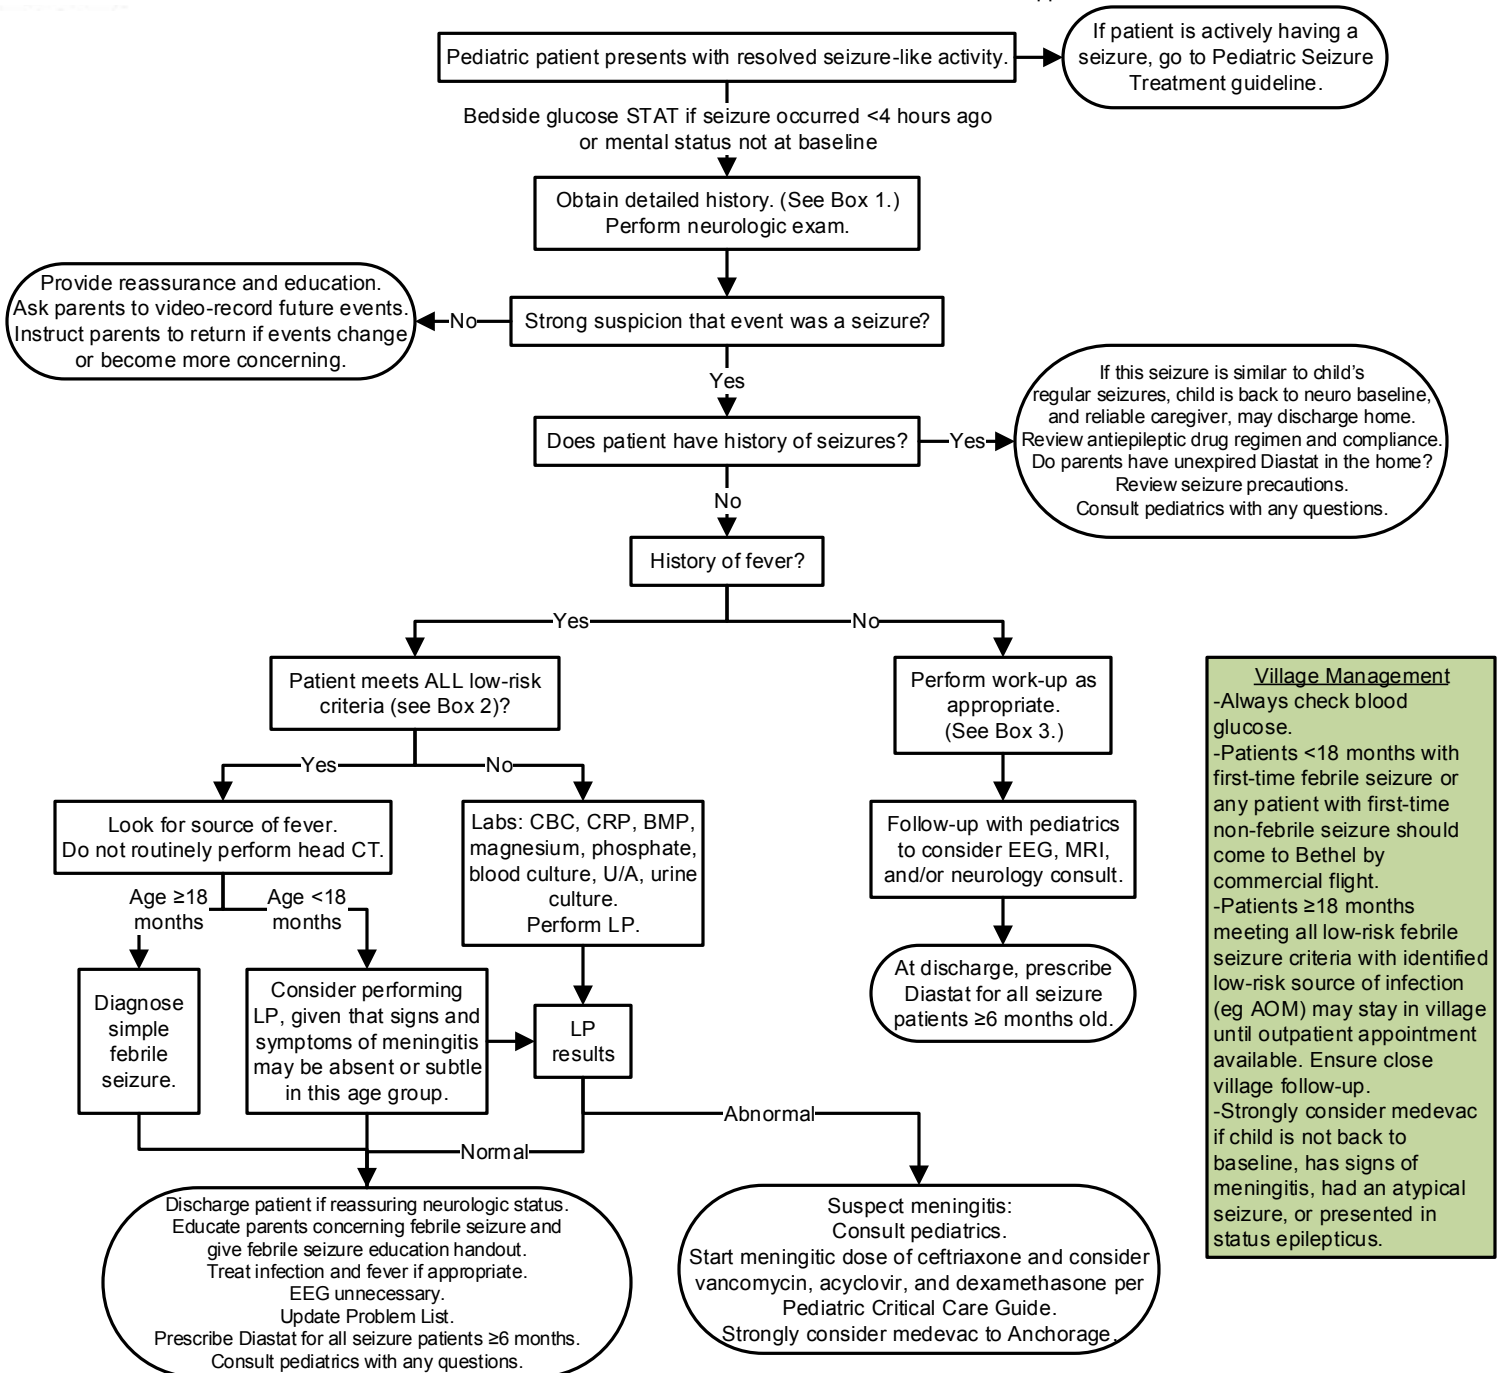 If patient is actively having a
seizure, go to Pediatric Seizure
Treatment guideline.
Pediatric patient presents with resolved seizure-like activity.
Bedside glucose STAT if seizure occurred <4 hours ago
or mental status not at baseline
Obtain detailed history. (See Box 1.)
Perform neurologic exam.
Strong suspicion that event was a seizure?
No
Provide reassurance and education.
Ask parents to video-record future events.
Instruct parents to return if events change
or become more concerning.
Yes
Does patient have history of seizures?
Yes
If this seizure is similar to child's
regular seizures, child is back to neuro baseline,
and reliable caregiver, may discharge home.
Review antiepileptic drug regimen and compliance.
Do parents have unexpired Diastat in the home?
Review seizure precautions.
Consult pediatrics with any questions.
No
History of fever?
Yes
No
Patient meets ALL low-risk
criteria (see Box 2)?
Perform work-up as
appropriate.
(See Box 3.)
Yes
No
Look for source of fever.
Do not routinely perform head CT.
Labs: CBC, CRP, BMP,
magnesium, phosphate,
blood culture, U/A, urine
culture.
Perform LP.
Follow-up with pediatrics
to consider EEG, MRI,
and/or neurology consult.
Age ≥18
months
Age <18
months
Diagnose
simple
febrile
seizure.
Consider performing
LP, given that signs and
symptoms of meningitis
may be absent or subtle
in this age group.
LP
results
At discharge, prescribe
Diastat for all seizure
patients ≥6 months old.
Normal
Abnormal
Discharge patient if reassuring neurologic status.
Educate parents concerning febrile seizure and
give febrile seizure education handout.
Treat infection and fever if appropriate.
EEG unnecessary.
Update Problem List.
Prescribe Diastat for all seizure patients ≥6 months.
Consult pediatrics with any questions.
Suspect meningitis:
Consult pediatrics.
Start meningitic dose of ceftriaxone and consider
vancomycin, acyclovir, and dexamethasone per
Pediatric Critical Care Guide.
Strongly consider medevac to Anchorage.
Village Management
-Always check blood
glucose.
-Patients <18 months with
first-time febrile seizure or
any patient with first-time
non-febrile seizure should
come to Bethel by
commercial flight.
-Patients ≥18 months
meeting all low-risk febrile
seizure criteria with identified
low-risk source of infection
(eg AOM) may stay in village
until outpatient appointment
available. Ensure close
village follow-up.
-Strongly consider medevac
if child is not back to
baseline, has signs of
meningitis, had an atypical
seizure, or presented in
status epilepticus.